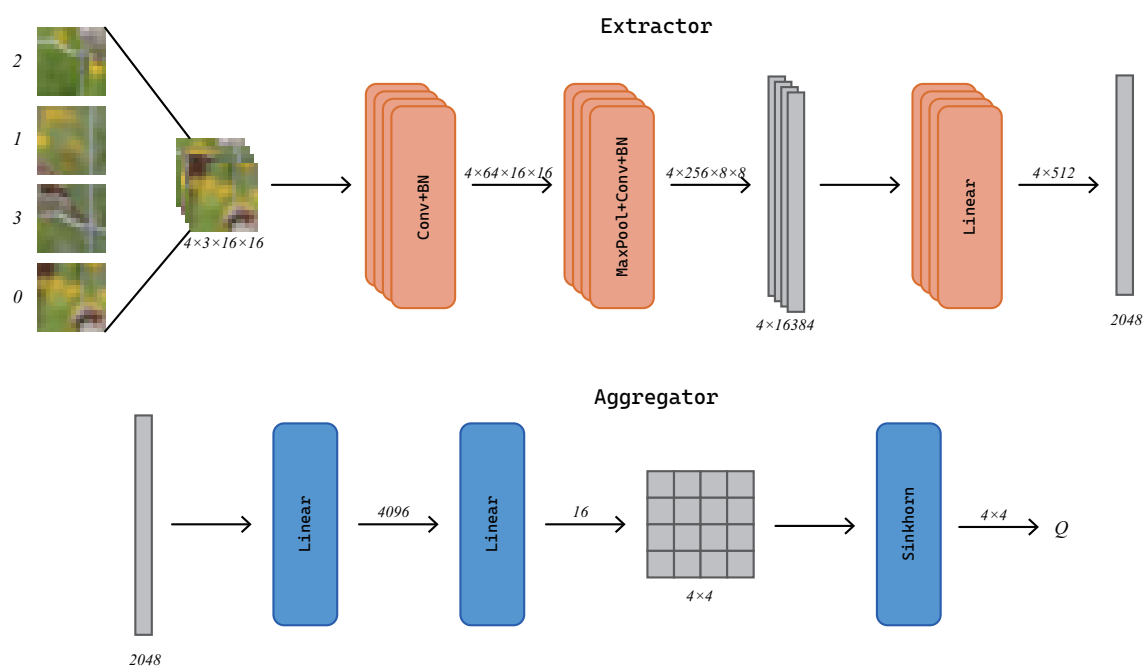 Extractor
2
1
3
0
4×3×16×16
Conv+BN
4×64×16×16
MaxPool+Conv+BN
4×256×8×8
4×16384
Linear
4×512
2048
Aggregator
2048
Linear
4096
Linear
16
4×4
Sinkhorn
4×4
Q